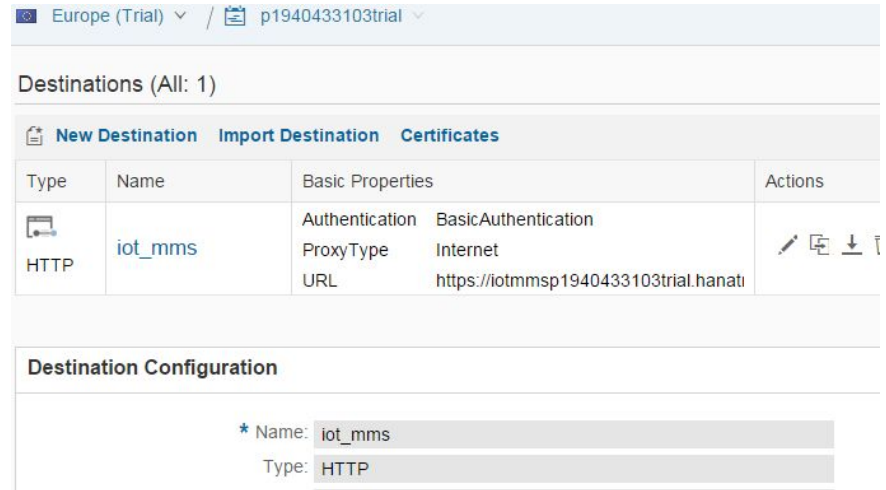 Europe (Trial) / p1940433103trial
Destinations (All: 1)
New Destination Import Destination Certificates
Type Name Basic Properties Actions
HTTP iot_mms Authentication BasicAuthentication
ProxyType Internet
URL https://iotmmsp1940433103trial.hanatr
Destination Configuration
* Name: iot_mms
Type: HTTP